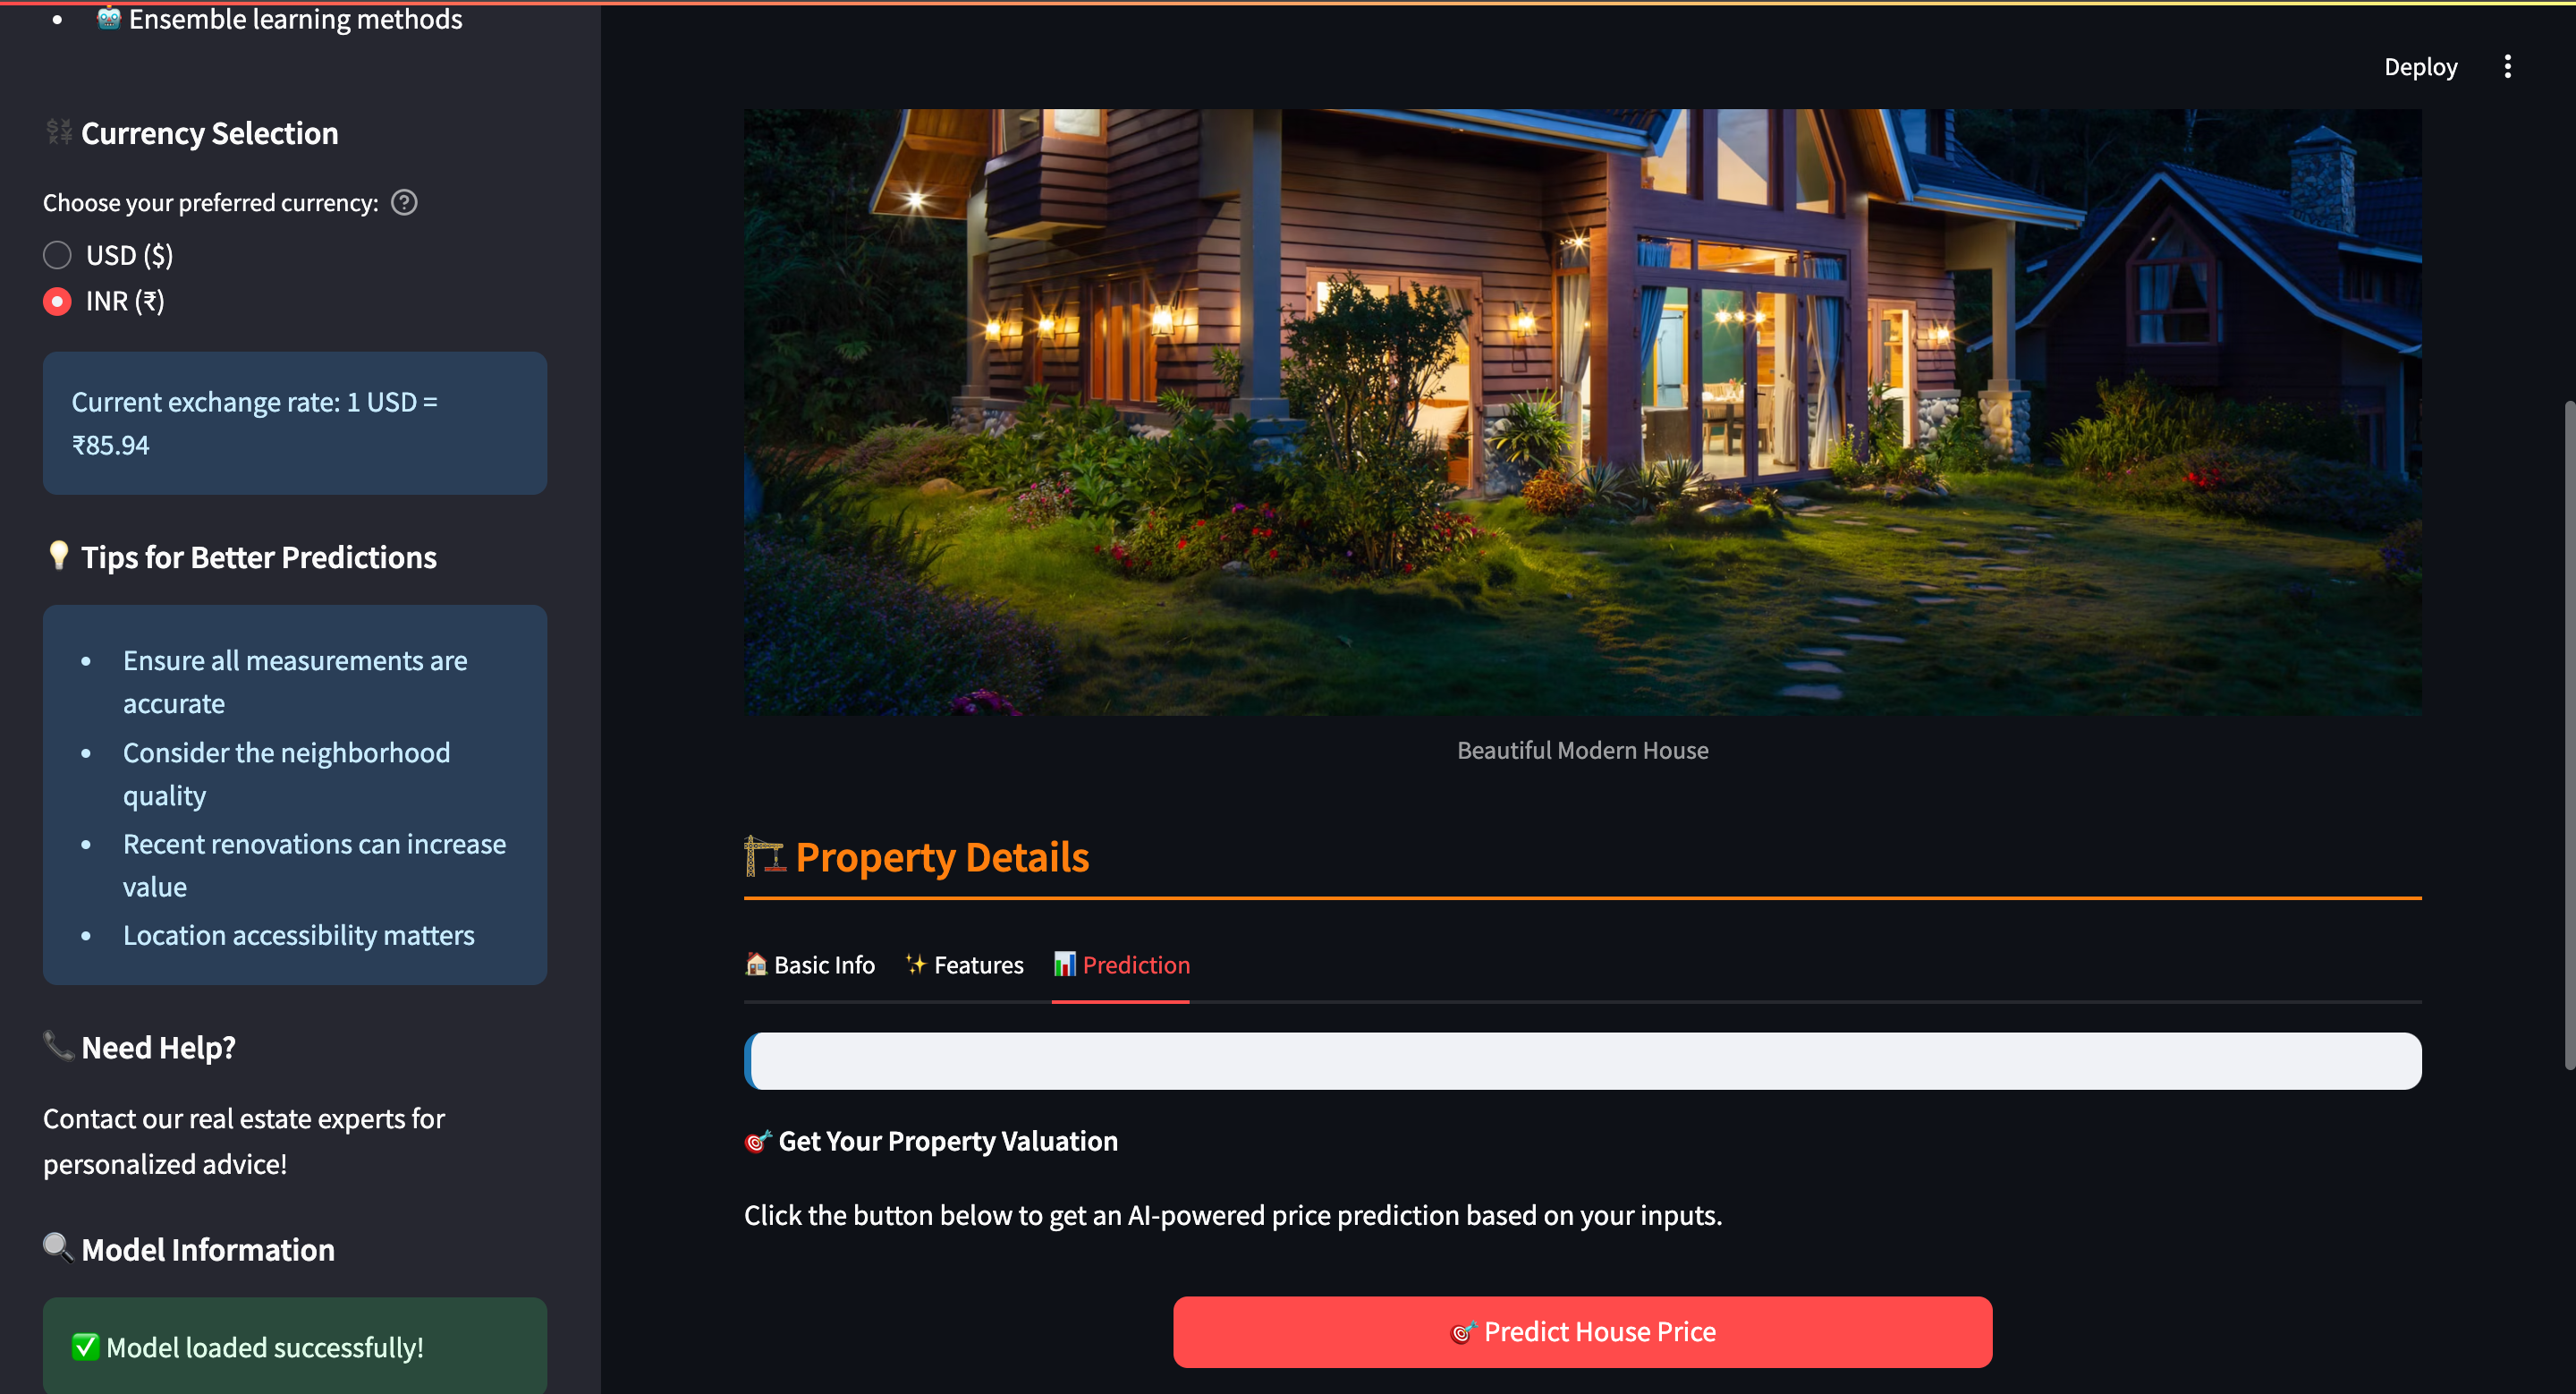 🤖 Ensemble learning methods
💱 Currency Selection
Choose your preferred currency:
USD ($)
INR (₹)
Current exchange rate: 1 USD =
₹85.94
💡 Tips for Better Predictions
Ensure all measurements are
accurate
Consider the neighborhood
quality
Recent renovations can increase
value
Location accessibility matters
📞 Need Help?
Contact our real estate experts for
personalized advice!
🔍 Model Information
✅ Model loaded successfully!
Deploy
Beautiful Modern House
🏗️ Property Details
🏠 Basic Info ✨ Features 📊 Prediction
🎯 Get Your Property Valuation
Click the button below to get an AI-powered price prediction based on your inputs.
🎯 Predict House Price